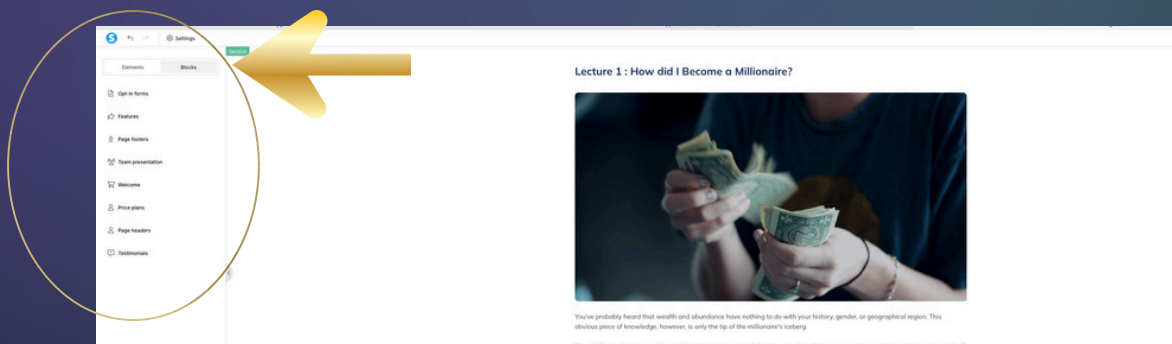 S
Settings
Section
Elements
Blocks
Opt-in forms
Features
Page footers
Team presentation
Welcome
Price plans
Page headers
Testimonials
Lecture 1 : How did I Become a Millionaire?
You've probably heard that wealth and abundance have nothing to do with your history, gender, or geographical region. This
obvious piece of knowledge, however, is only the tip of the millionaire's iceberg.